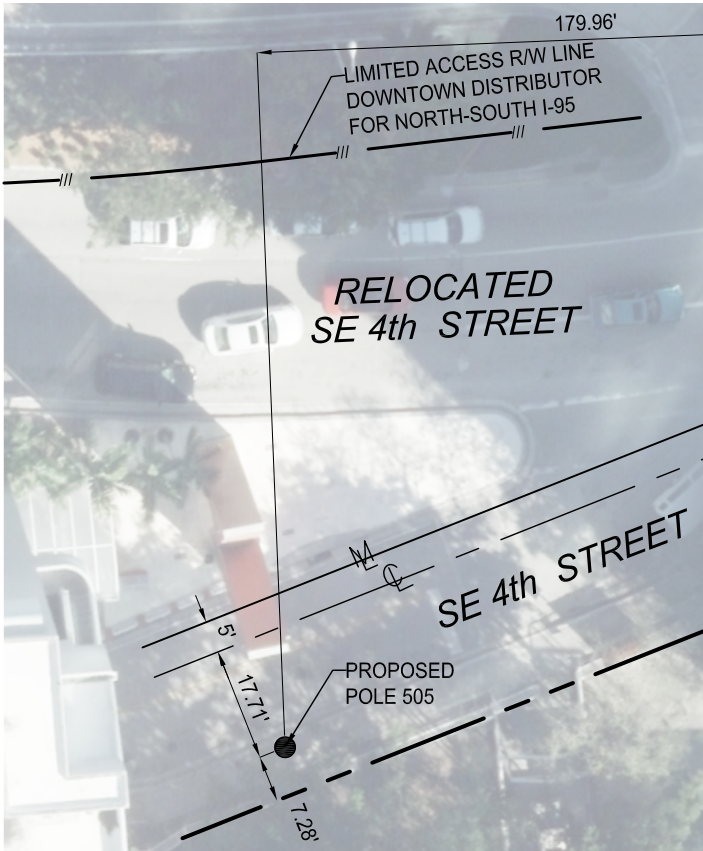 179.96'
LIMITED ACCESS R/W LINE
DOWNTOWN DISTRIBUTOR
FOR NORTH-SOUTH I-95
RELOCATED
SE 4th STREET
SE 4th STREET
5'
17.71'
PROPOSED
POLE 505
7.28'